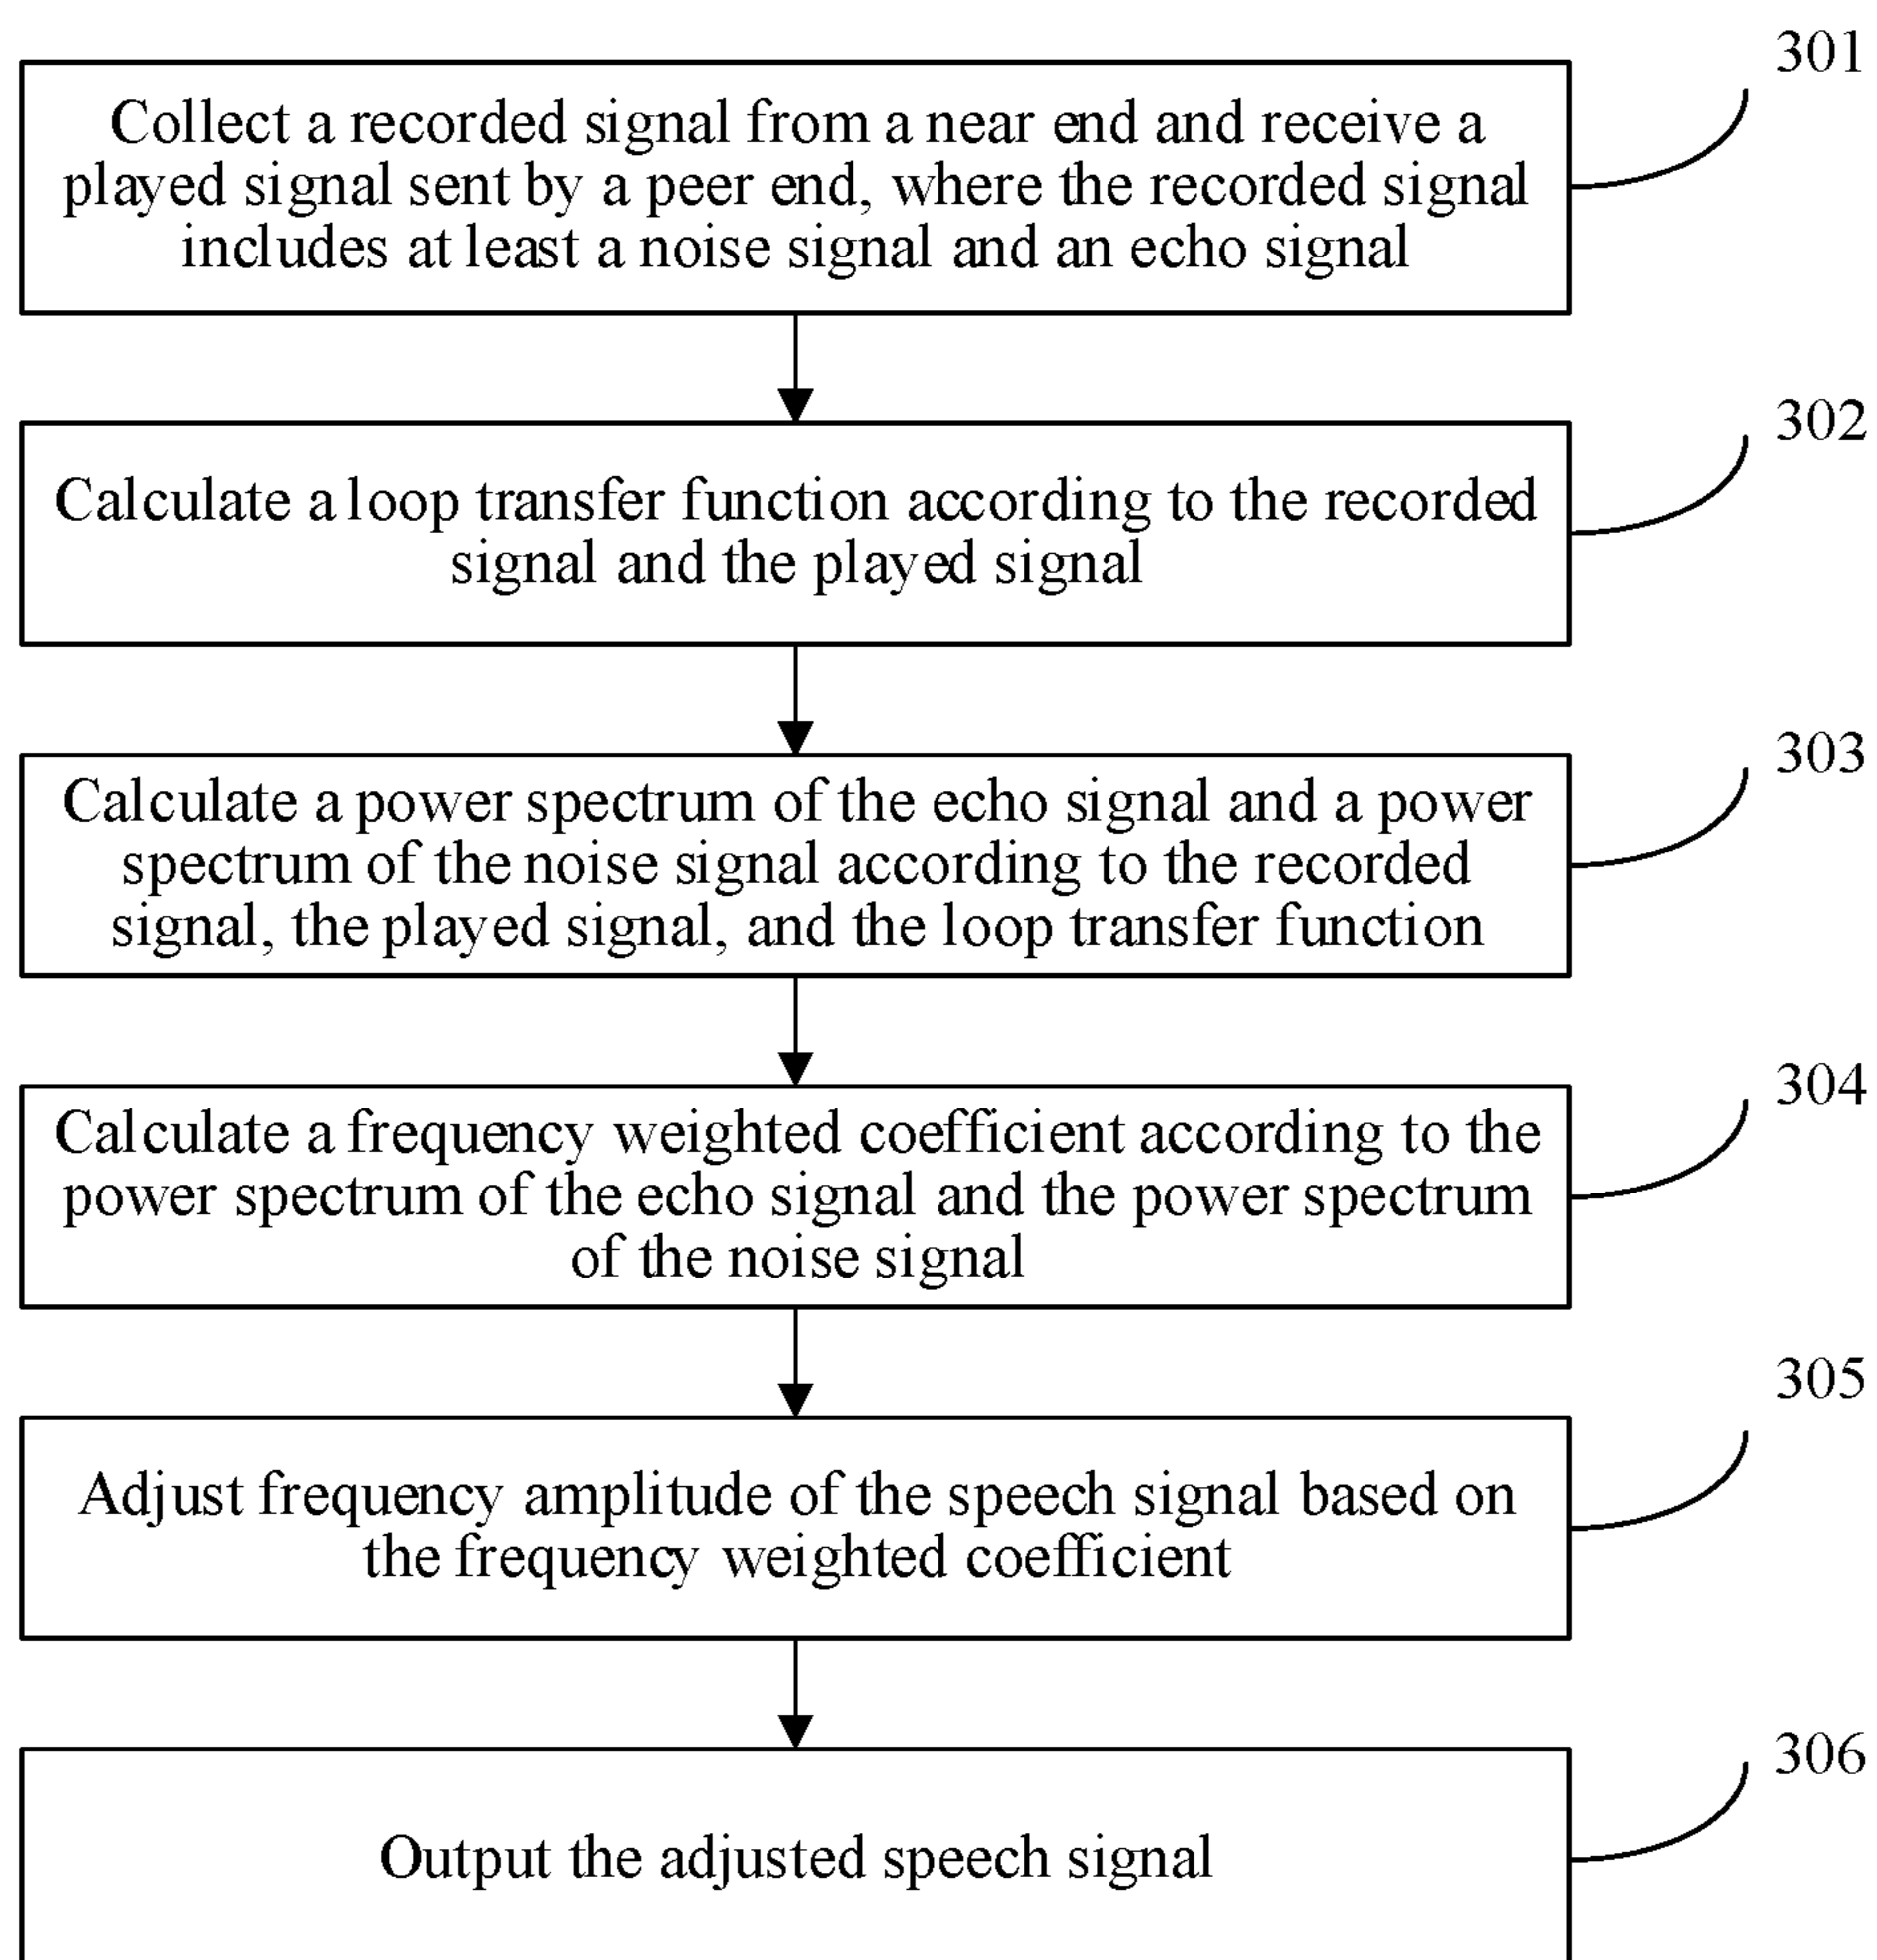 301
Collect a recorded signal from a near end and receive a
played signal sent by a peer end, where the recorded signal
includes at least a noise signal and an echo signal
302
Calculate a loop transfer function according to the recorded
signal and the played signal
303
Calculate a power spectrum of the echo signal and a power
spectrum of the noise signal according to the recorded
signal, the played signal, and the loop transfer function
304
Calculate a frequency weighted coefficient according to the
power spectrum of the echo signal and the power spectrum
of the noise signal
305
Adjust frequency amplitude of the speech signal based on
the frequency weighted coefficient
306
Output the adjusted speech signal